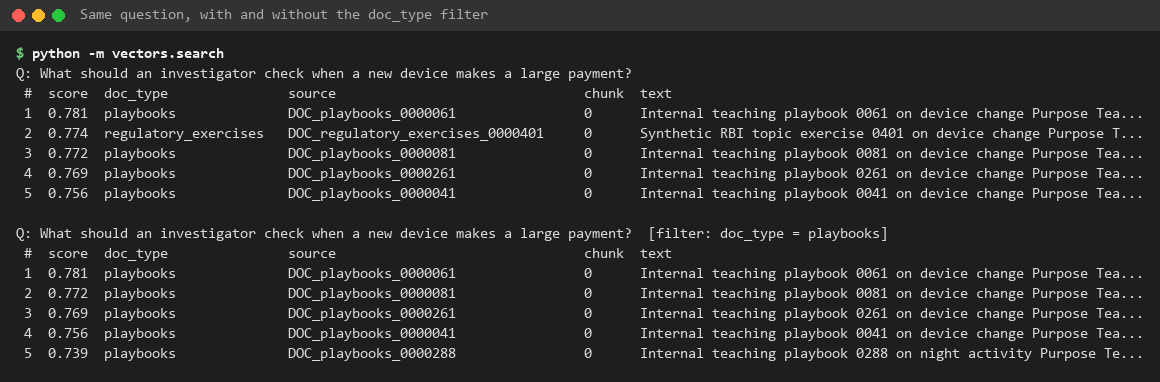 Same question, with and without the doc_type filter
$ python -m vectors.search
Q: What should an investigator check when a new device makes a large payment?
# score doc_type source chunk text
1 0.781 playbooks DOC_playbooks_0000061 0 Internal teaching playbook 0061 on device change Purpose Tea...
2 0.774 regulatory_exercises DOC_regulatory_exercises_0000401 0 Synthetic RBI topic exercise 0401 on device change Purpose T...
3 0.772 playbooks DOC_playbooks_0000081 0 Internal teaching playbook 0081 on device change Purpose Tea...
4 0.769 playbooks DOC_playbooks_0000261 0 Internal teaching playbook 0261 on device change Purpose Tea...
5 0.756 playbooks DOC_playbooks_0000041 0 Internal teaching playbook 0041 on device change Purpose Tea...
Q: What should an investigator check when a new device makes a large payment? [filter: doc_type = playbooks]
# score doc_type source chunk text
1 0.781 playbooks DOC_playbooks_0000061 0 Internal teaching playbook 0061 on device change Purpose Tea...
2 0.772 playbooks DOC_playbooks_0000081 0 Internal teaching playbook 0081 on device change Purpose Tea...
3 0.769 playbooks DOC_playbooks_0000261 0 Internal teaching playbook 0261 on device change Purpose Tea...
4 0.756 playbooks DOC_playbooks_0000041 0 Internal teaching playbook 0041 on device change Purpose Tea...
5 0.739 playbooks DOC_playbooks_0000288 0 Internal teaching playbook 0288 on night activity Purpose Te...